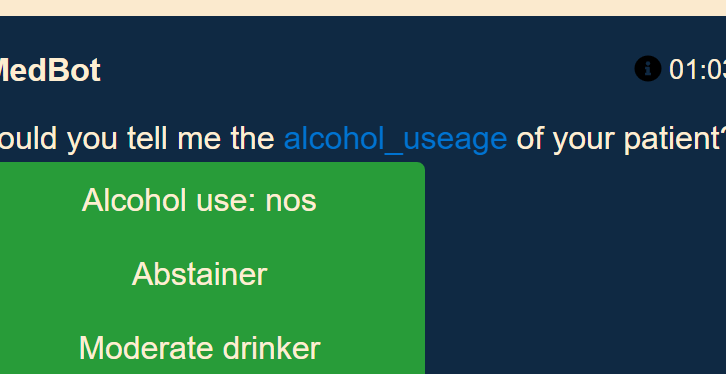 MedBot
01:03
ould you tell me the alcohol_useage of your patient?
Alcohol use: nos
Abstainer
Moderate drinker